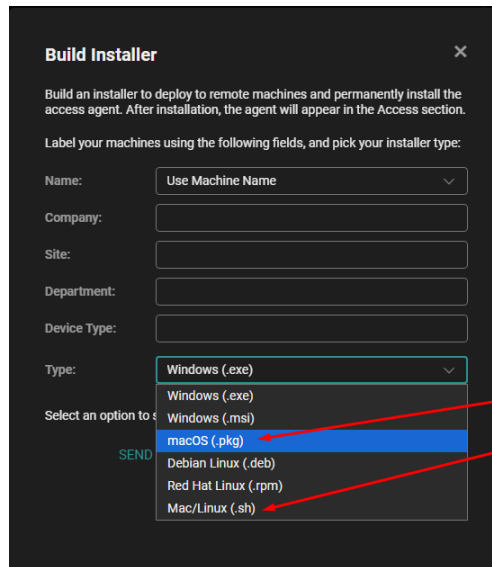 Build Installer
Build an installer to deploy to remote machines and permanently install the
access agent. After installation, the agent will appear in the Access section.
Label your machines using the following fields, and pick your installer type:
Name: Use Machine Name
Company:
Site:
Department:
Device Type:
Type: Windows (.exe)
Windows (.exe)
Select an option to Windows (.msi)
macOS (.pkg)
SEND Debian Linux (.deb)
Red Hat Linux (.rpm)
Mac/Linux (.sh)